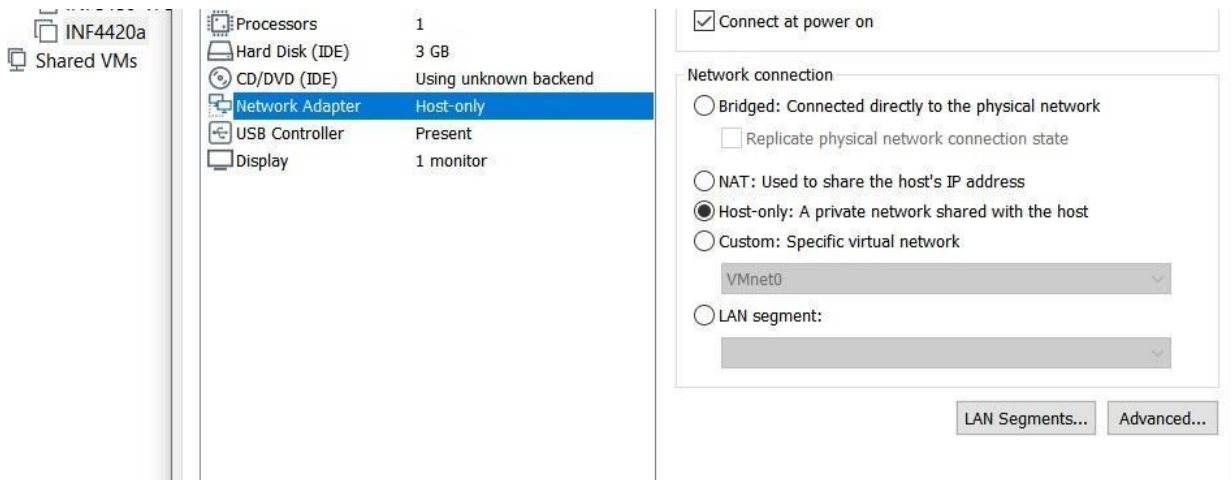 INF4420a
Shared VMs
Processors 1
Hard Disk (IDE) 3 GB
CD/DVD (IDE) Using unknown backend
Network Adapter Host-only
USB Controller Present
Display 1 monitor
Connect at power on
Network connection
Bridged: Connected directly to the physical network
Replicate physical network connection state
NAT: Used to share the host's IP address
Host-only: A private network shared with the host
Custom: Specific virtual network
VMnet0
LAN segment:
LAN Segments... Advanced...